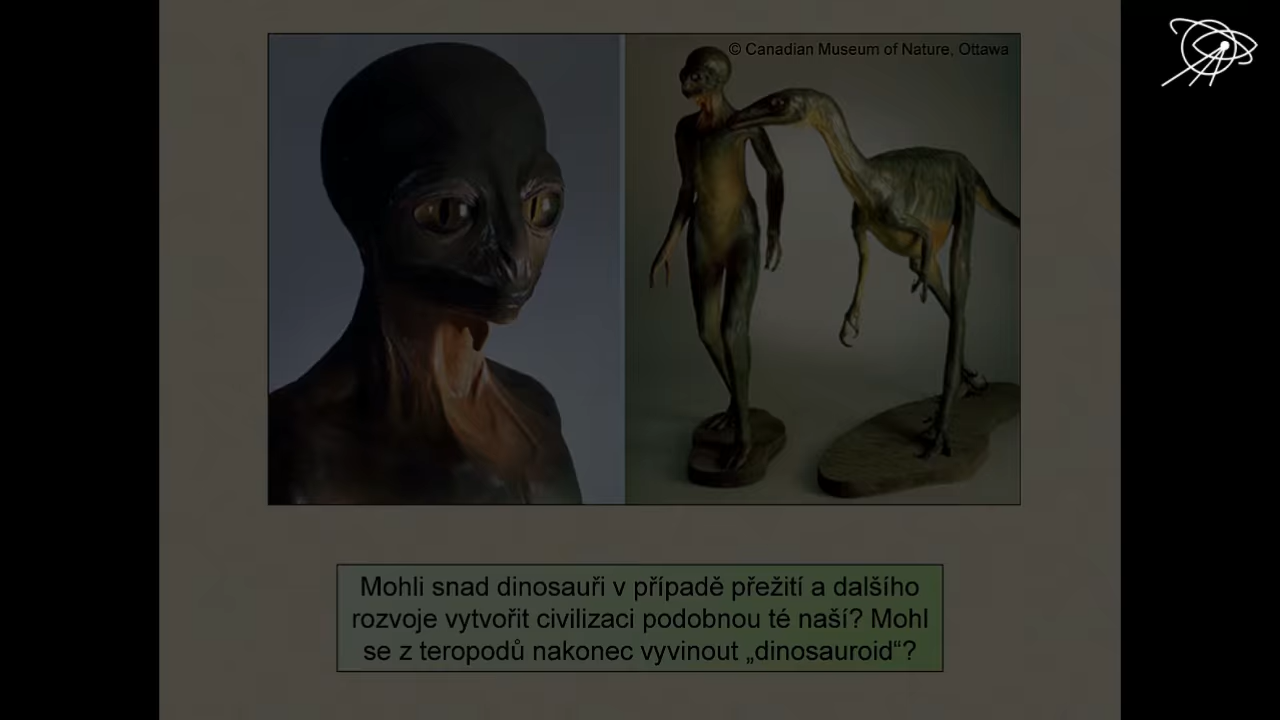 © Canadian Museum of Nature, Ottawa
Mohli snad dinosauři v případě přežití a dalšího
rozvoje vytvořit civilizaci podobnou té naší? Mohl
se z teropodů nakonec vyvinout „dinosauroid“?